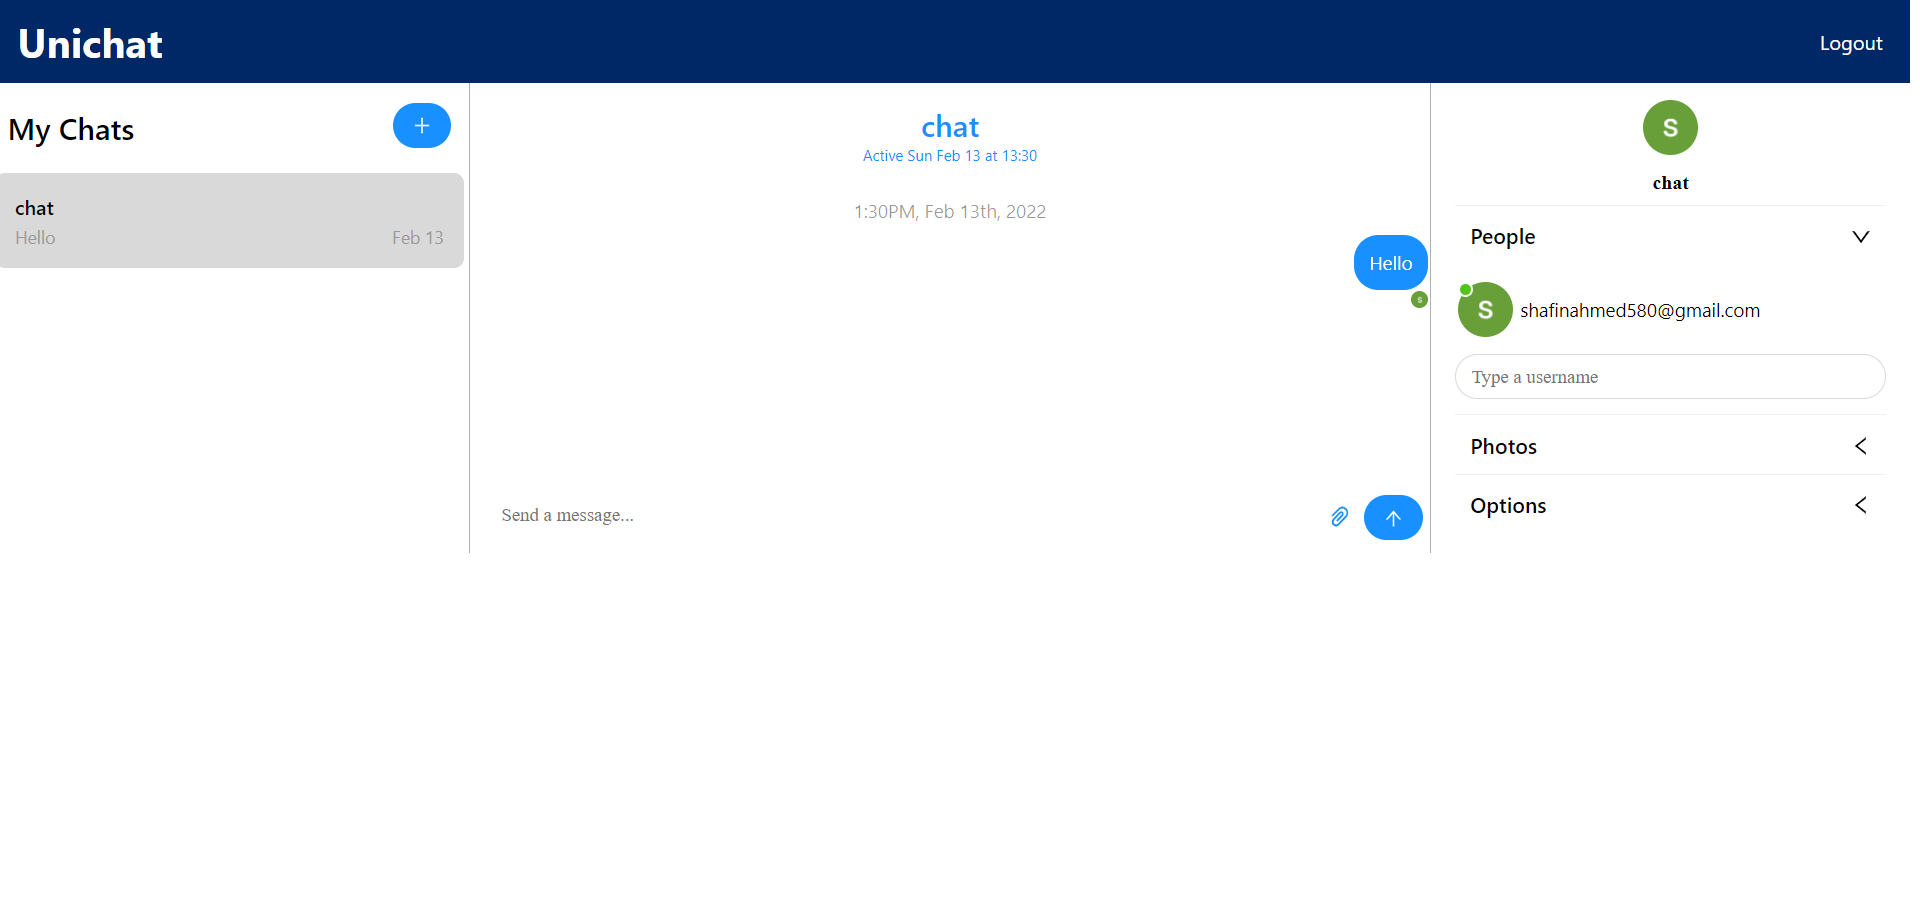 Unichat
Logout
My Chats
+
chat
Hello
Feb 13
chat
Active Sun Feb 13 at 13:30
1:30PM, Feb 13th, 2022
Hello
S
Send a message...
S
chat
People
S
shafinahmed580@gmail.com
Type a username
Photos
Options